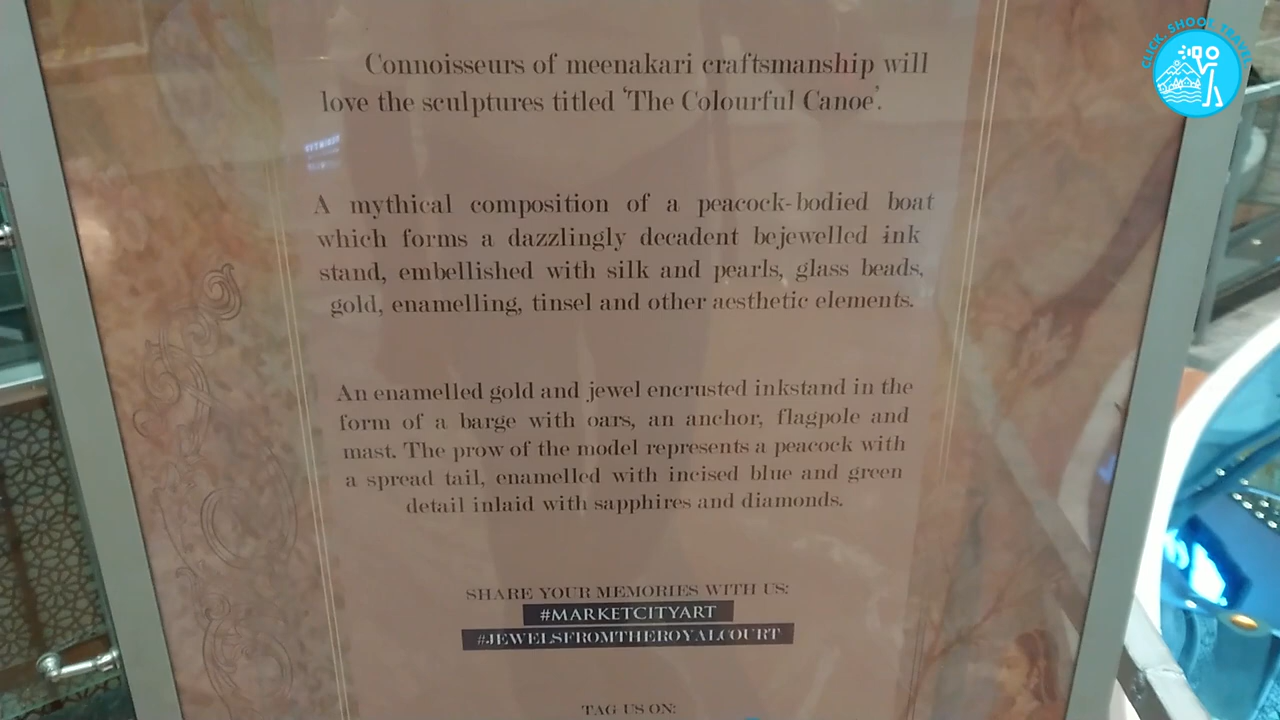 CLICK. SHOOT. TRAVEL
Connoisseurs of meenakari craftsmanship will
love the sculptures titled 'The Colourful Canoe'.
A mythical composition of a peacock-bodied boat
which forms a dazzlingly decadent bejewelled ink
stand, embellished with silk and pearls, glass beads,
gold, enamelling, tinsel and other aesthetic elements.
An enamelled gold and jewel encrusted inkstand in the
form of a barge with oars, an anchor, flagpole and
mast. The prow of the model represents a peacock with
a spread tail, enamelled with incised blue and green
detail inlaid with sapphires and diamonds.
SHARE YOUR MEMORIES WITH US:
#MARKETCITYART
#JEWELSFROMTHEROYALCOURT
TAG US ON: